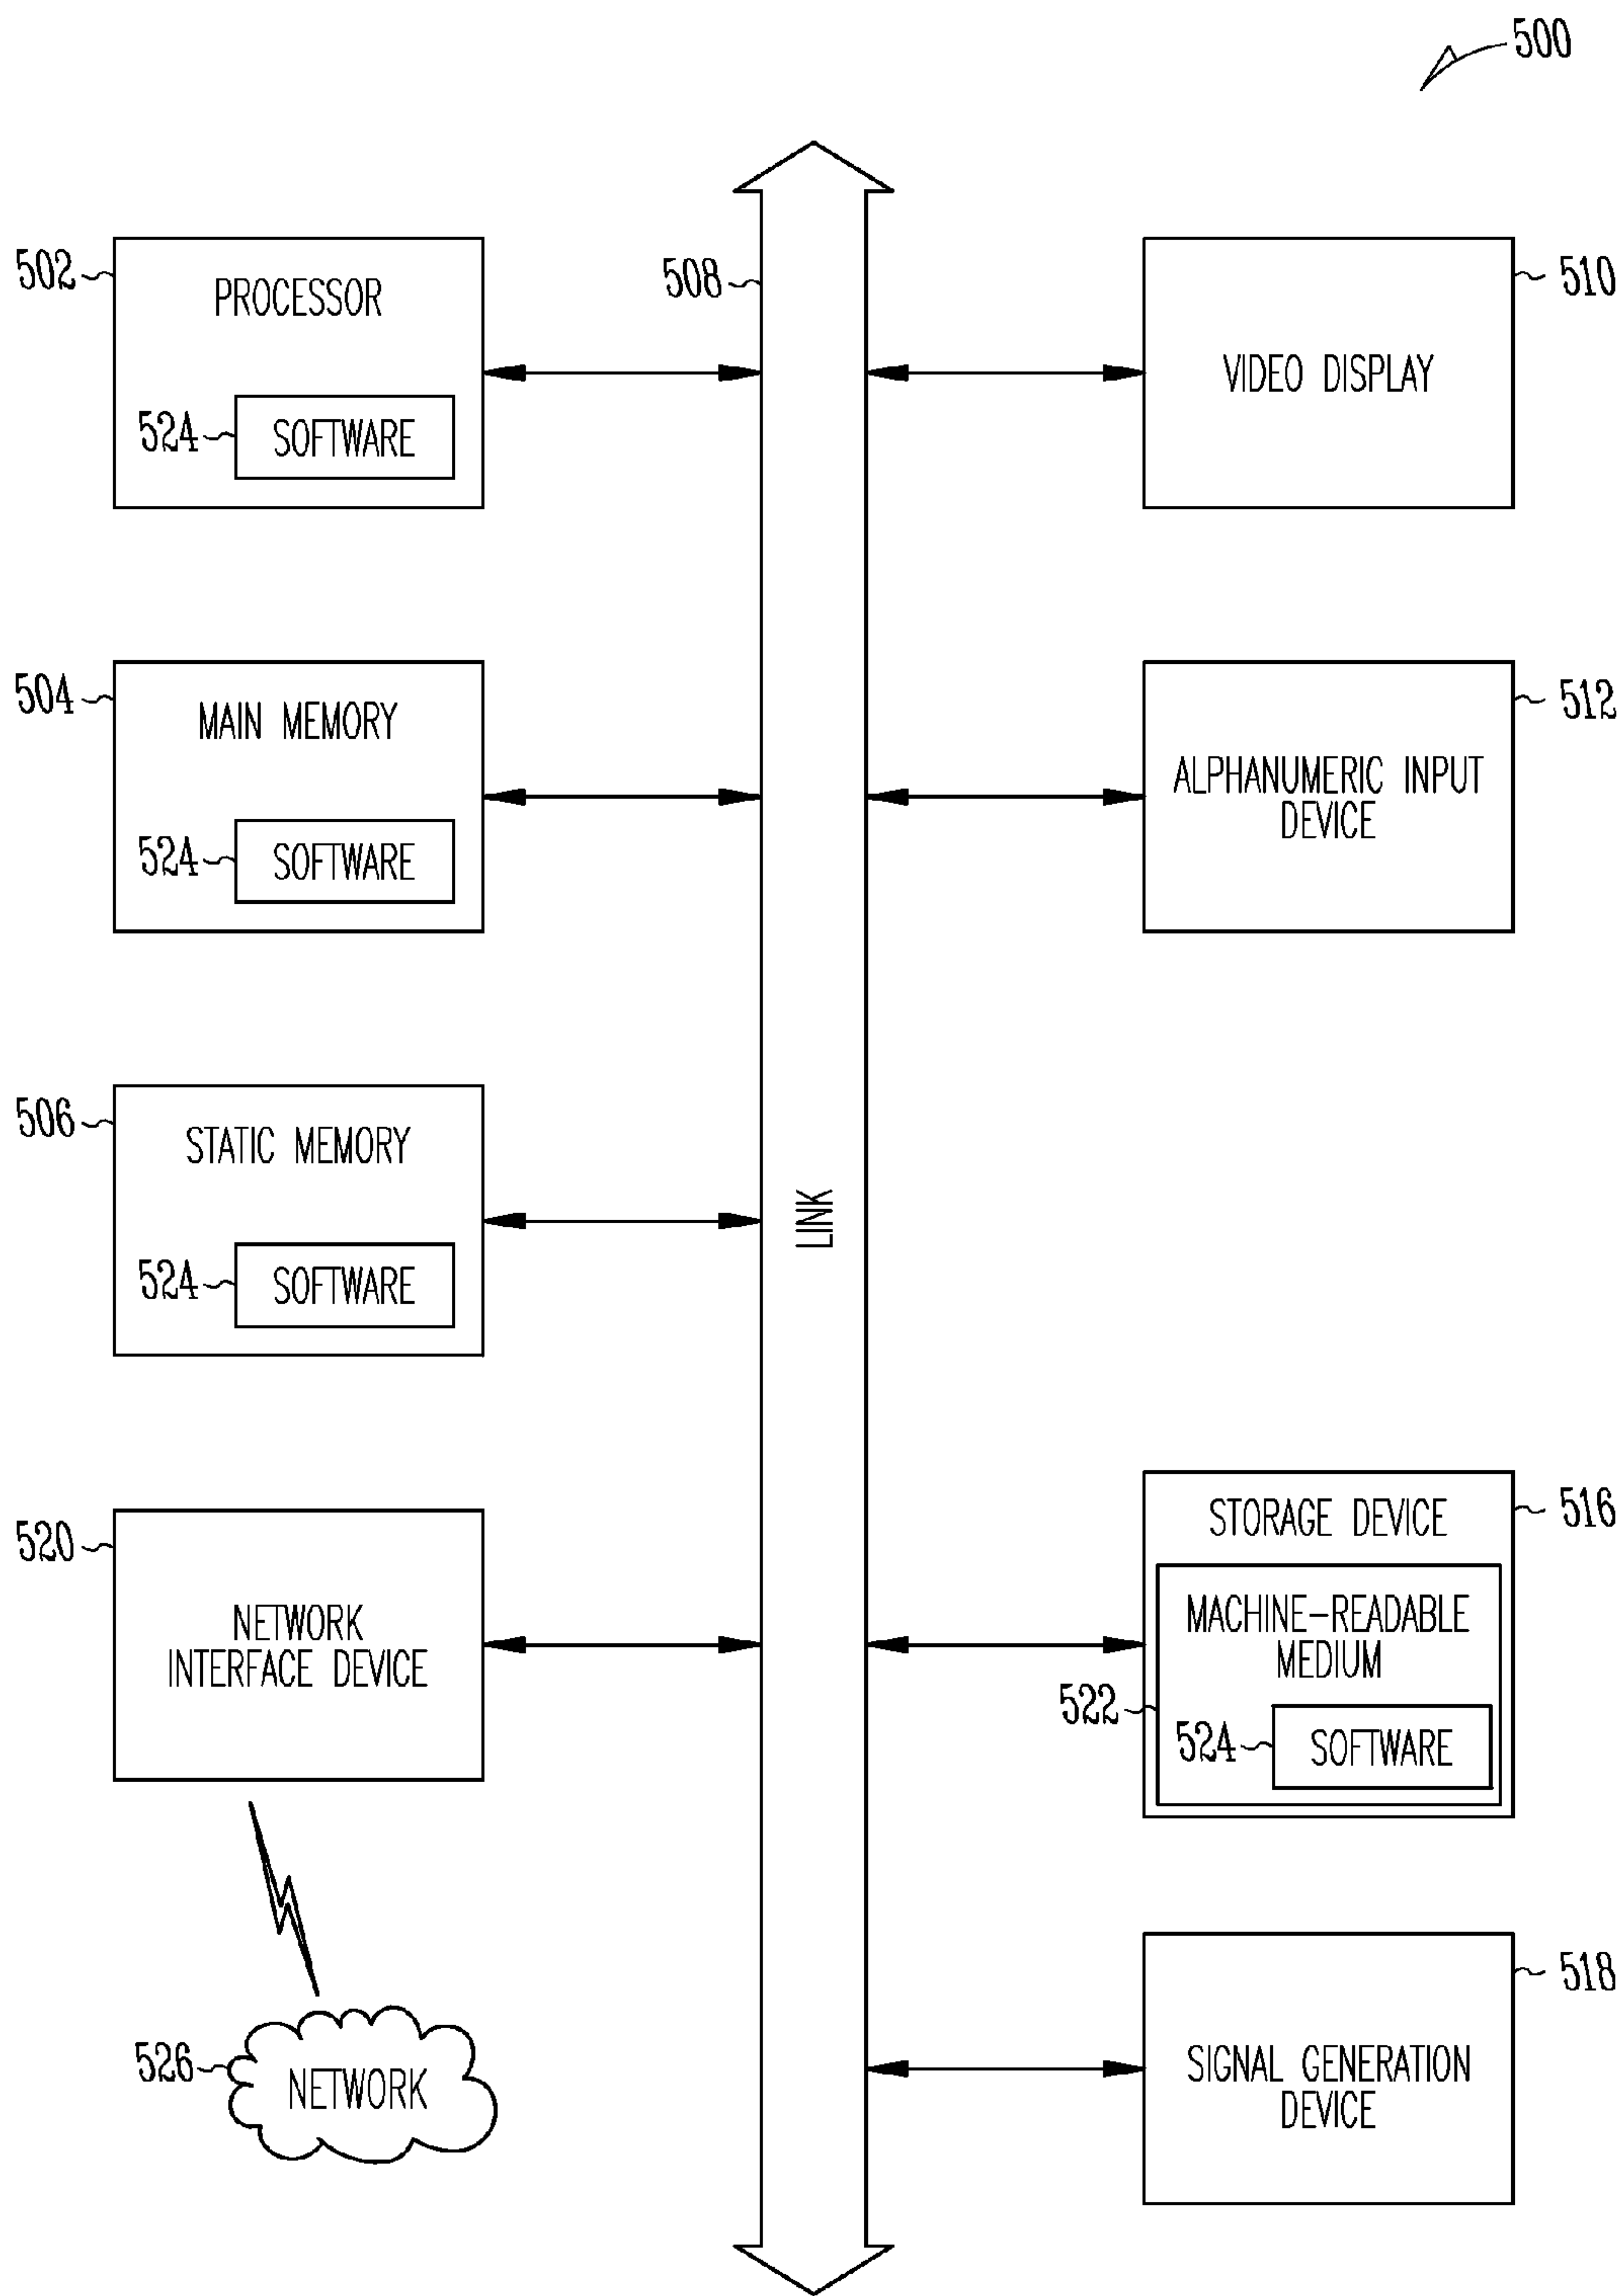 500
502
PROCESSOR
524
SOFTWARE
508
510
VIDEO DISPLAY
504
MAIN MEMORY
524
SOFTWARE
512
ALPHANUMERIC INPUT
DEVICE
506
STATIC MEMORY
524
SOFTWARE
LINK
520
NETWORK
INTERFACE DEVICE
516
STORAGE DEVICE
MACHINE-READABLE
MEDIUM
522
524
SOFTWARE
526
NETWORK
518
SIGNAL GENERATION
DEVICE